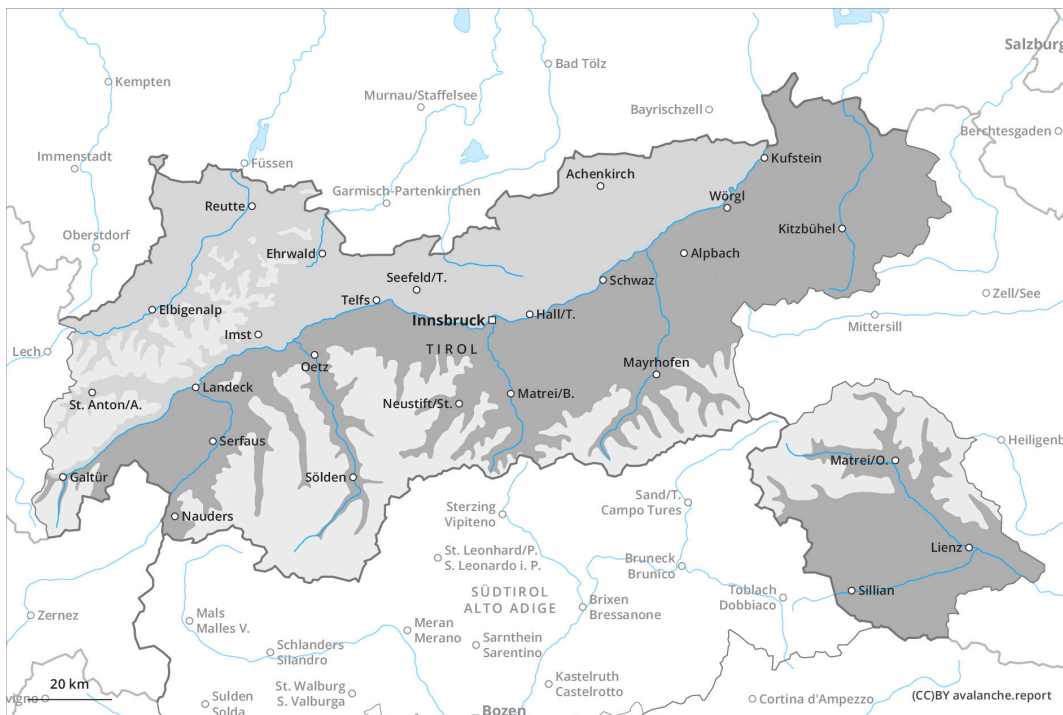 Salzburg
Bad Tölz
Kempten
Murnau/Staffelsee
Bayrischzell
Berchtesgaden
Immenstadt
Füssen
Kufstein
Achenkirch
Garmisch-Partenkirchen
Reutte
Wörgl
Kitzbühel
Oberstdorf
Ehrwald
Alpbach
Seefeld/T.
Schwaz
Zell/See
Telfs
Elbigenalp
Innsbruck
Hall/T.
Mittersill
Imst
TIROL
Lech
Oetz
Mayrhofen
Landeck
St. Anton/A.
Neustift/St.
Matrei/B.
Serfaus
Heiligenb
Matrei/O.
Galtür
Sölden
Sand/T.
Campo Tures
Sterzing
Vipiteno
Nauders
Lienz
St. Leonhard/P.
S. Leonardo i. P.
Bruneck
Brunico
SÜDTIROL
ALTO ADIGE
Sillian
Toblach
Dobbiaco
Brixen
Bressanone
Zernez
Mals
Malles V.
Meran
Merano
Sarnthein
Sarentino
Schlanders
Silandro
Kastelruth
Castelrotto
20 km
St. Walburg
S. Valburga
vigno
Sulden
Solda
Cortina d'Ampezzo
(CC)BY avalanche.report
Bozen